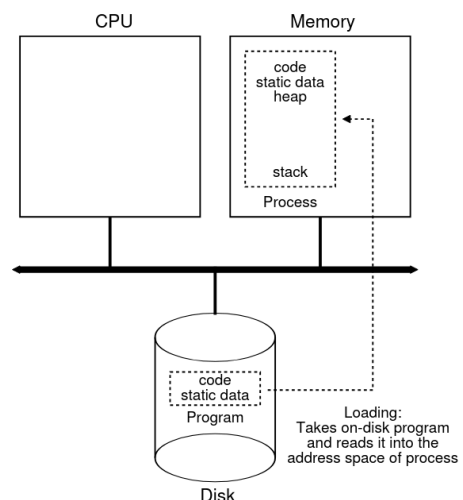 CPU
Memory
code
static data
heap
stack
Process
code
static data
Program
Loading:
Takes on-disk program
and reads it into the
address space of process
Disk